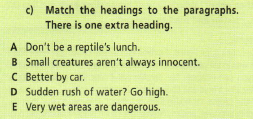 c) Match the headings to the paragraphs.
There is one extra heading.
A Don't be a reptile's lunch.
B Small creatures aren't always innocent.
C Better by car.
D Sudden rush of water? Go high.
E Very wet areas are dangerous.